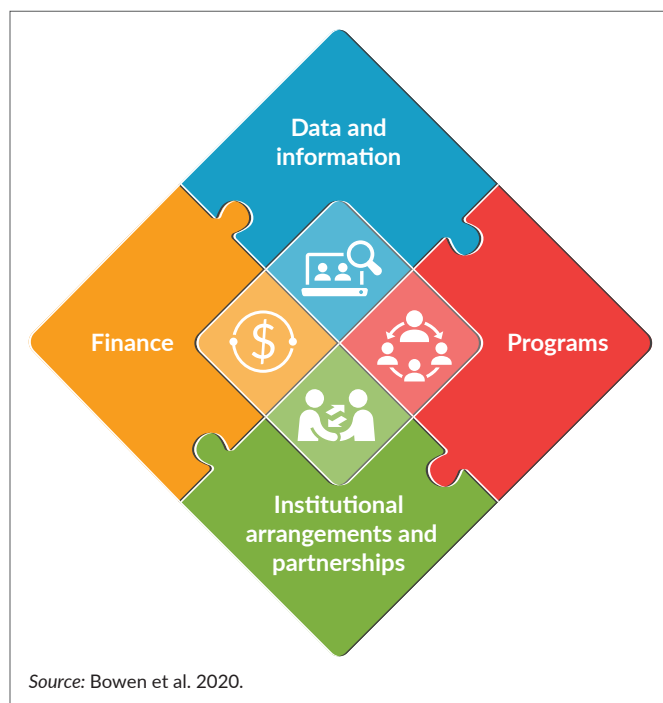 Data and
information
Finance
$
Programs
Institutional
arrangements and
partnerships
Source: Bowen et al. 2020.